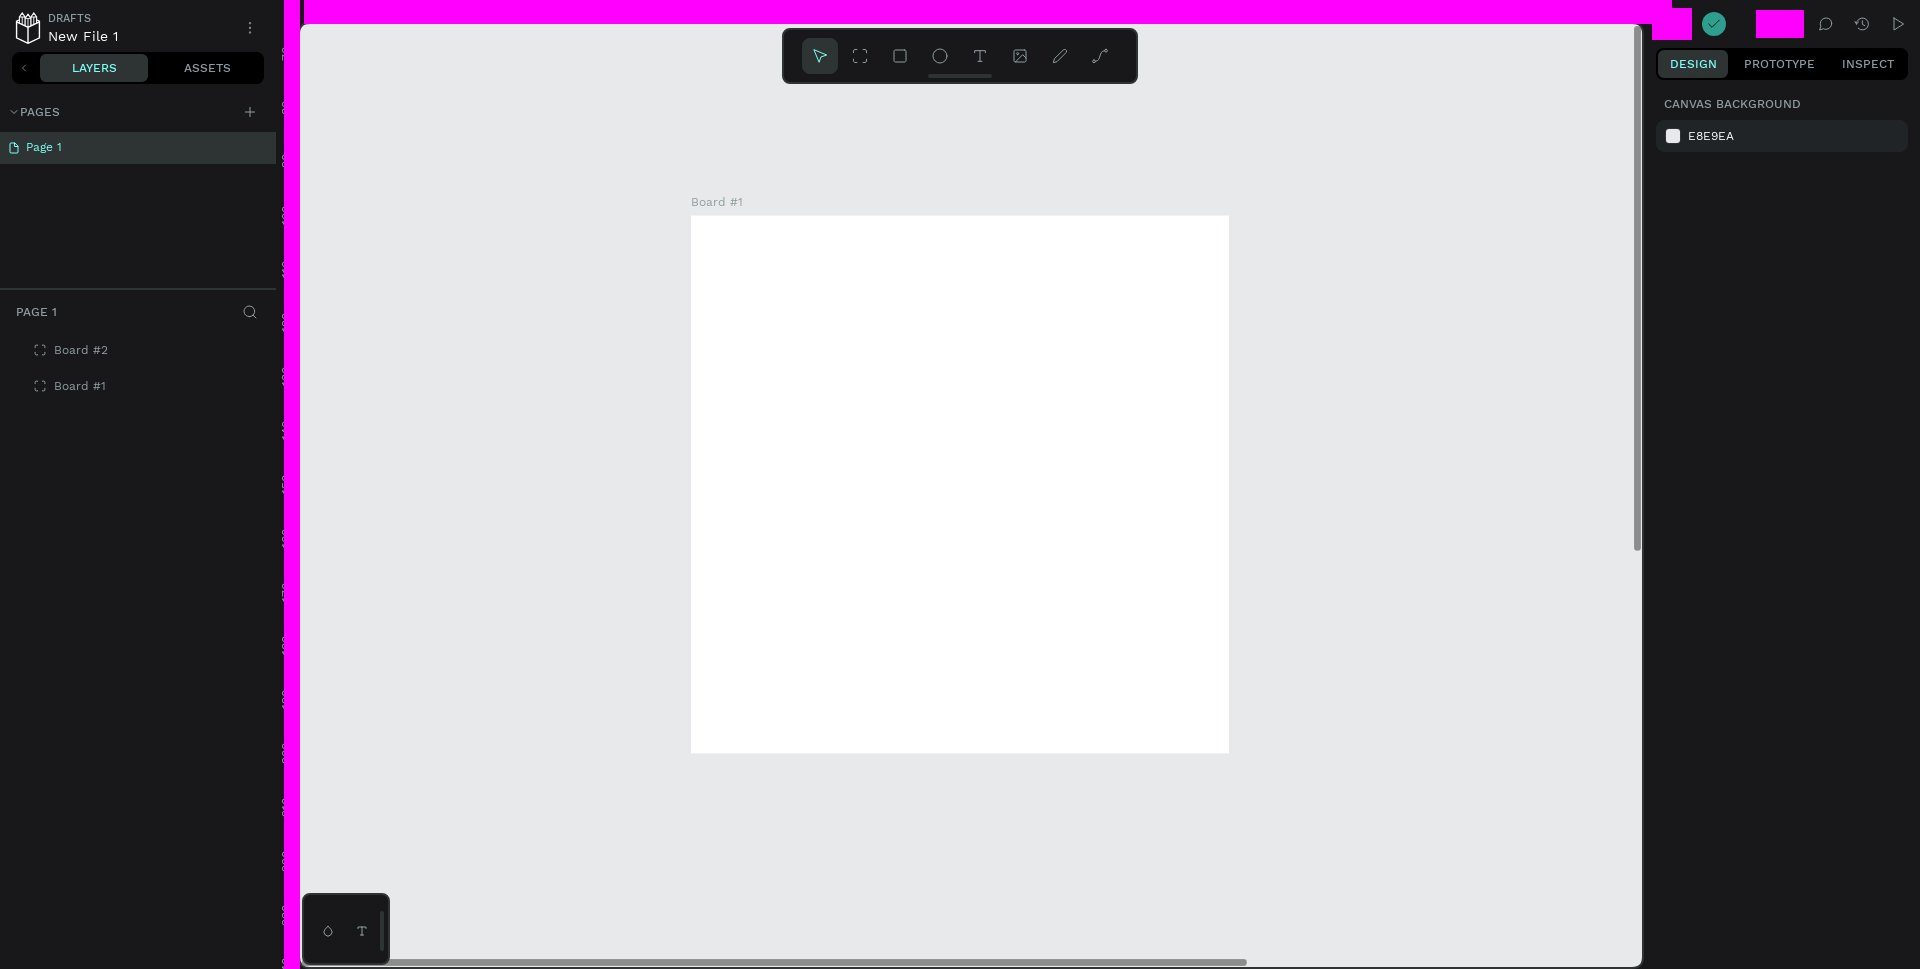 DRAFTS
New File 1
LAYERS
ASSETS
PAGES
Page 1
PAGE 1
Board #2
Board #1
Board #1
DESIGN
PROTOTYPE
INSPECT
CANVAS BACKGROUND
E8E9EA